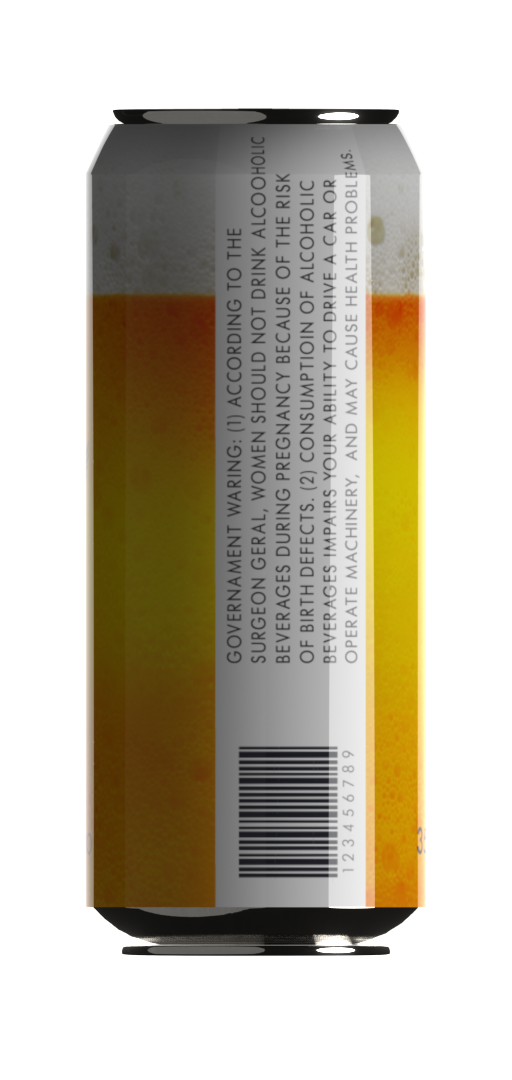 GOVERNAMENT WARING: (1) ACCORDING TO THE
SURGEON GERAL, WOMEN SHOULD NOT DRINK ALCOOHOLIC
BEVERAGES DURING PREGNANCY BECAUSE OF THE RISK
OF BIRTH DEFECTS. (2) CONSUMPTIOIN OF ALCOHOLIC
BEVERAGES IMPAIRS YOUR ABILITY TO DRIVE A CAR OR
OPERATE MACHINERY, AND MAY CAUSE HEALTH PROBLEMS.
123456789